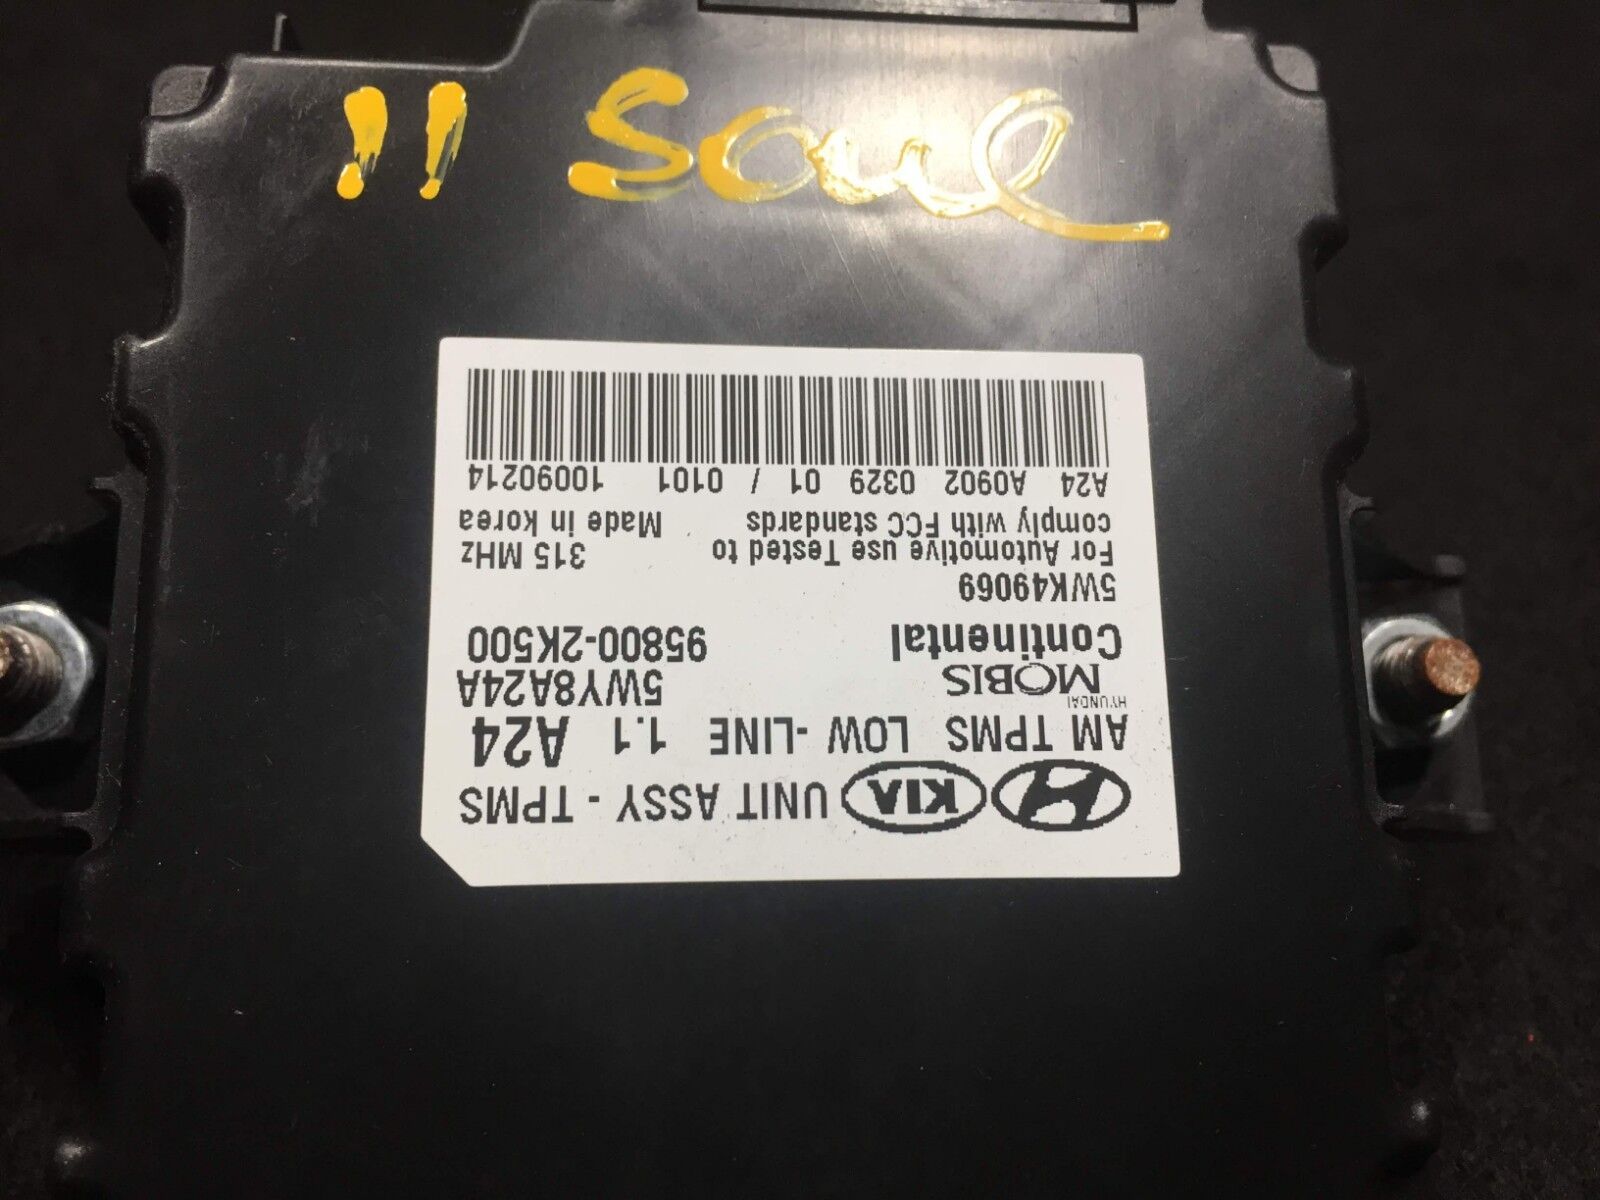 11 Soul
HYUNDAI KIA UNIT ASSY - TPMS
AM TPMS LOW -LINE 1.1 A24
HYUNDAI
MOBIS 5WY8A24A
Continental 95800-2K500
5WK49069
For Automotive use Tested to 315 MHz
comply with FCC standards Made in Korea
A24 A0902 0329 01 / 0101 10090214